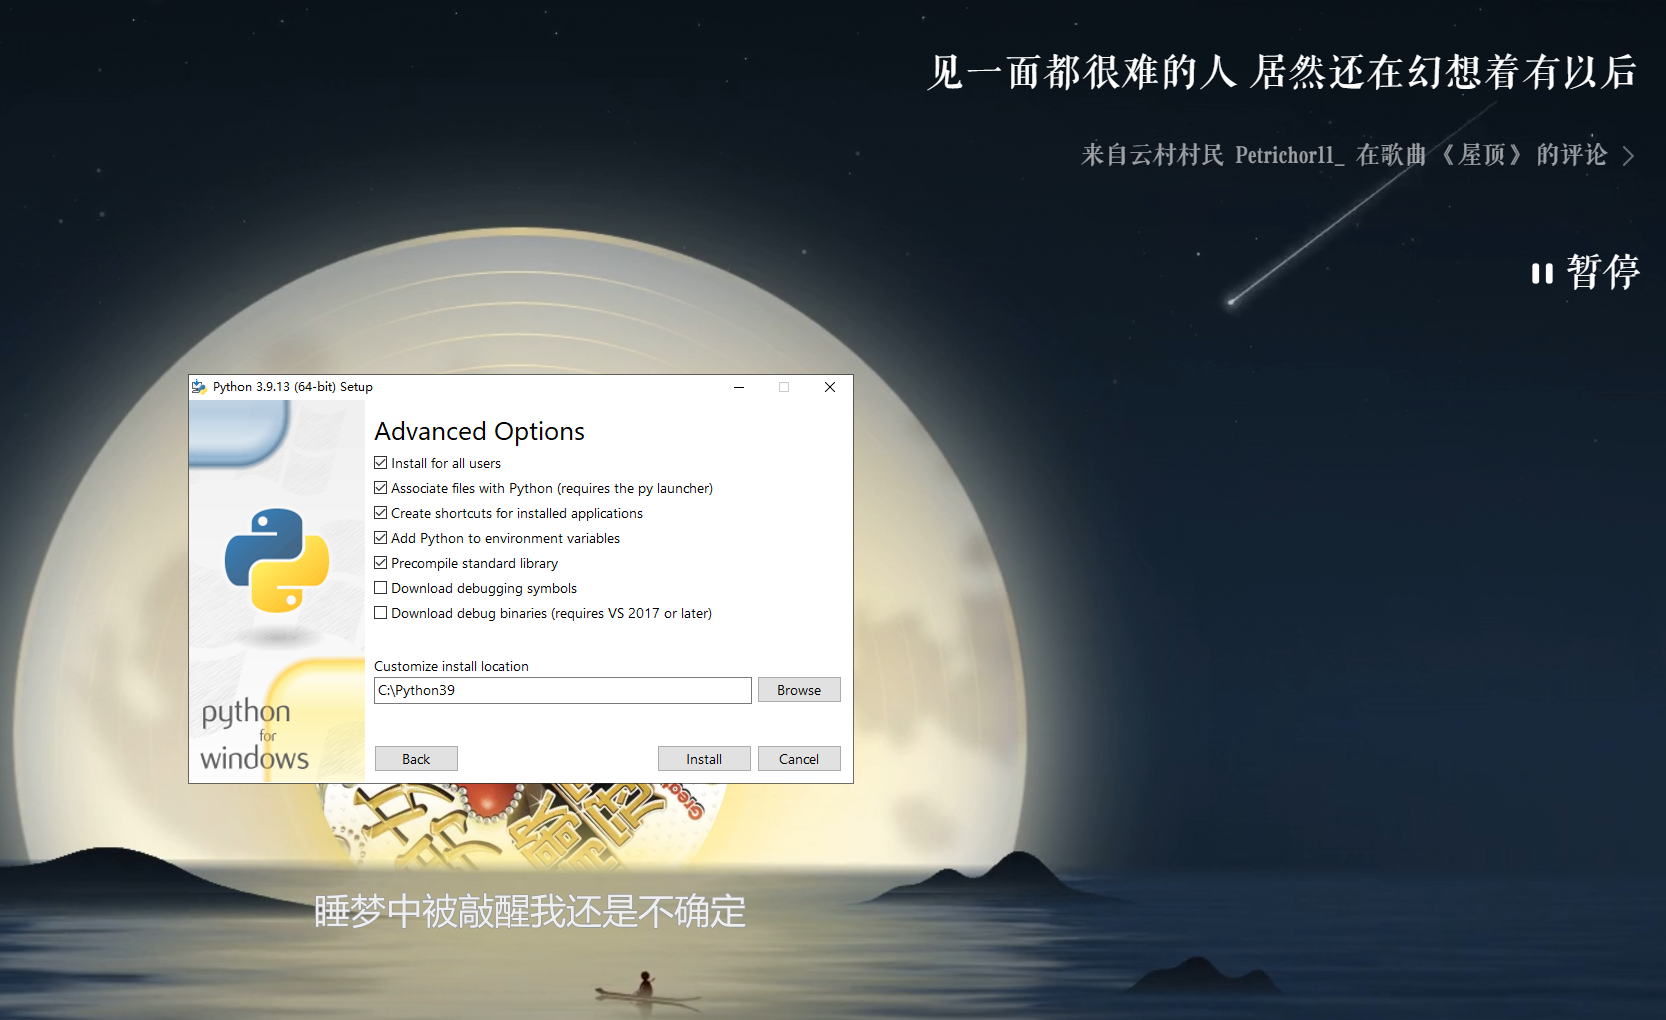 见一面都很难的人 居然还在幻想着有以后
来自云村村民 Petrichor11_ 在歌曲《屋顶》的评论 >
暂停
Python 3.9.13 (64-bit) Setup
Advanced Options
Install for all users
Associate files with Python (requires the py launcher)
Create shortcuts for installed applications
Add Python to environment variables
Precompile standard library
Download debugging symbols
Download debug binaries (requires VS 2017 or later)
Customize install location
C:\Python39
Browse
python
for
windows
Back
Install
Cancel
睡梦中被敲醒我还是不确定